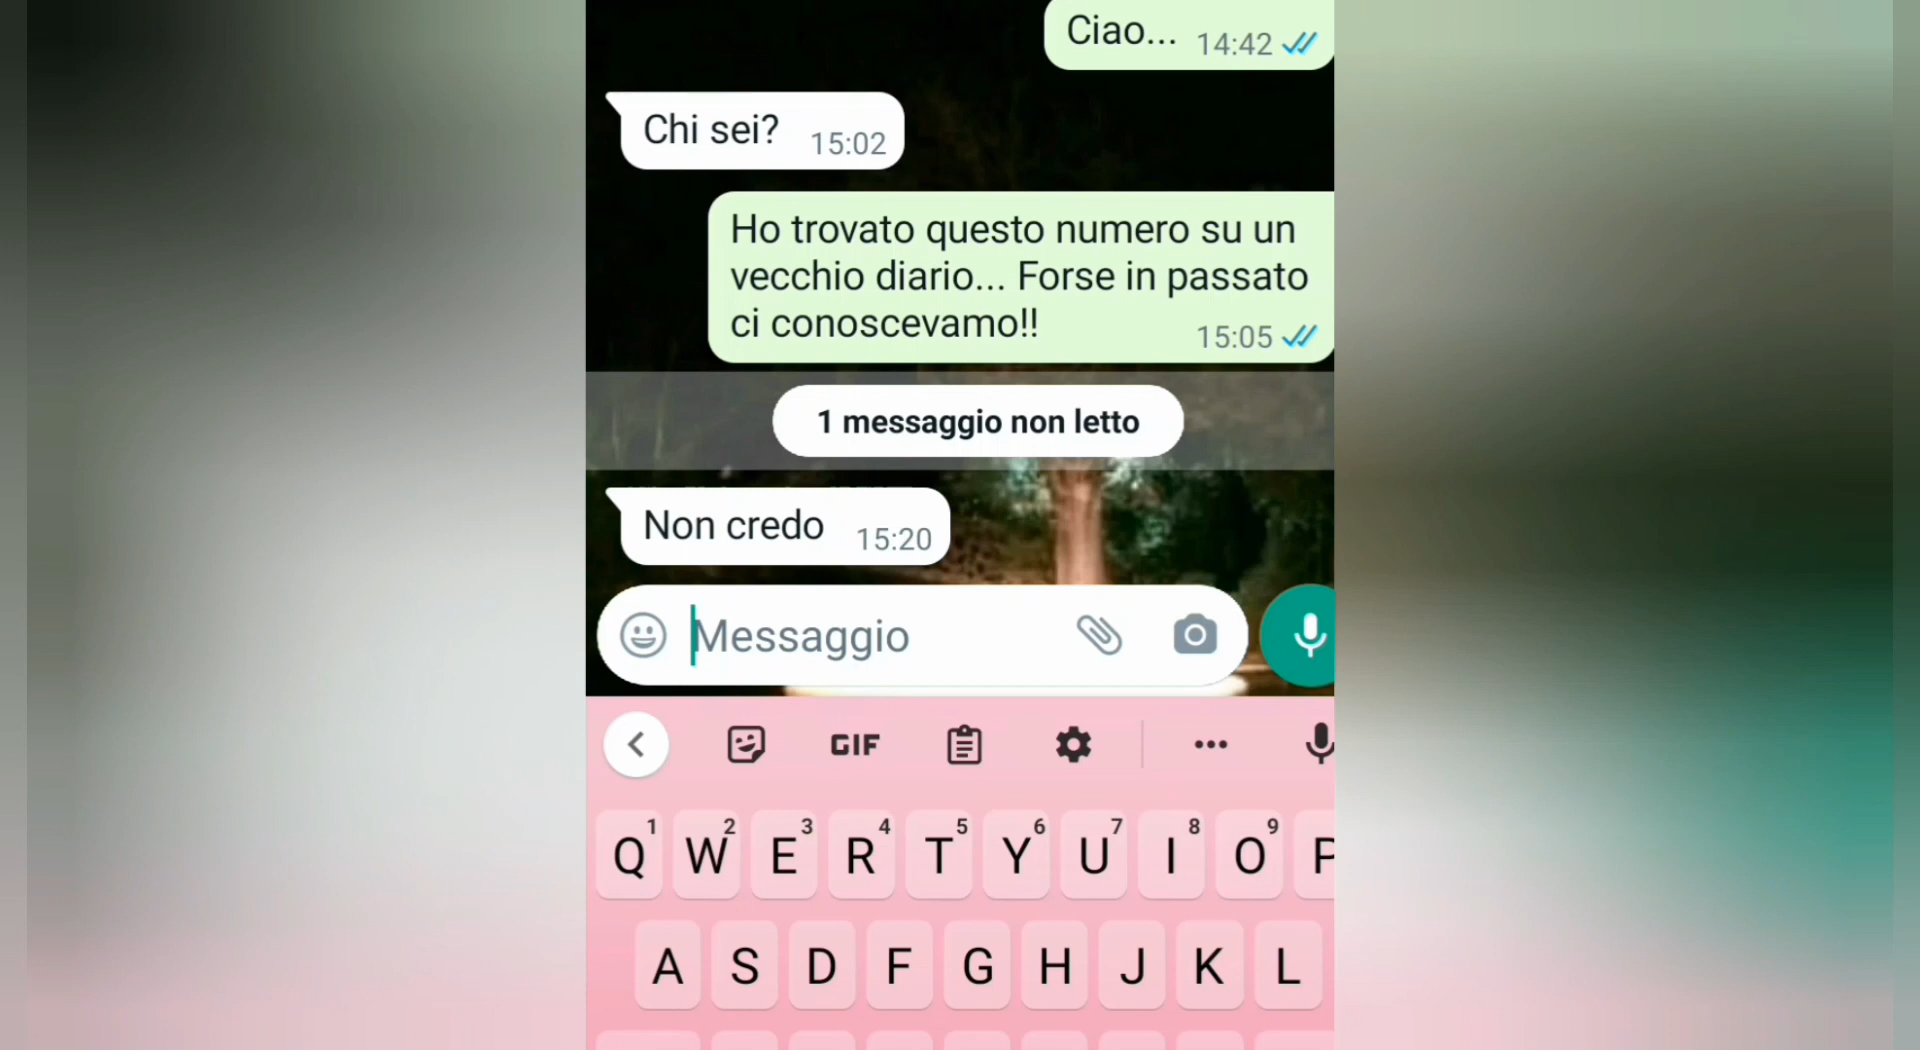 Ciao... 14:42
Chi sei? 15:02
Ho trovato questo numero su un
vecchio diario... Forse in passato
ci conoscevamo!! 15:05
1 messaggio non letto
Non credo 15:20
Messaggio
GIF
1 2 3 4 5 6 7 8 9
Q W E R T Y U I O P
A S D F G H J K L